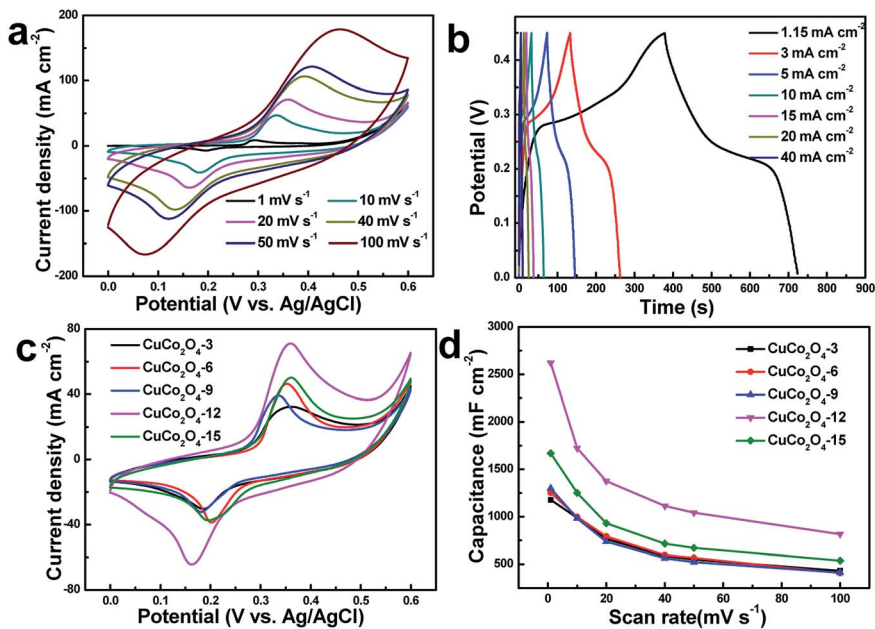 a
Current density (mA cm⁻²)
200
100
0
-100
-200
1 mV s⁻¹ 10 mV s⁻¹
20 mV s⁻¹ 40 mV s⁻¹
50 mV s⁻¹ 100 mV s⁻¹
0.0 0.1 0.2 0.3 0.4 0.5 0.6
Potential (V vs. Ag/AgCl)
b
Potential (V)
0.4
0.3
0.2
0.1
0.0
1.15 mA cm⁻²
3 mA cm⁻²
5 mA cm⁻²
10 mA cm⁻²
15 mA cm⁻²
20 mA cm⁻²
40 mA cm⁻²
0 100 200 300 400 500 600 700 800 900
Time (s)
c
Current density (mA cm⁻²)
80
40
0
-40
-80
CuCo₂O₄-3
CuCo₂O₄-6
CuCo₂O₄-9
CuCo₂O₄-12
CuCo₂O₄-15
0.0 0.1 0.2 0.3 0.4 0.5 0.6
Potential (V vs. Ag/AgCl)
d
Capacitance (mF cm⁻²)
3000
2500
2000
1500
1000
500
CuCo₂O₄-3
CuCo₂O₄-6
CuCo₂O₄-9
CuCo₂O₄-12
CuCo₂O₄-15
0 20 40 60 80 100
Scan rate(mV s⁻¹)